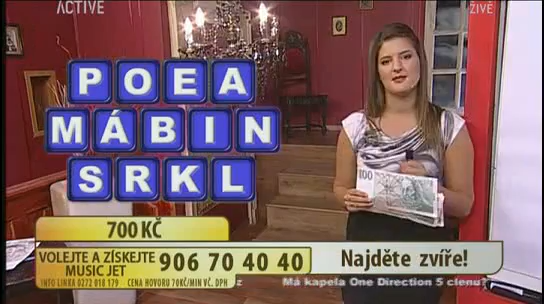 ACTIVE
ŽIVĚ
POEA
MÁBIN
SRKL
100
700 KČ
VOLEJTE A ZÍSKEJTE
MUSIC JET
906 70 40 40
Najděte zvíře!
INFO LINKA 0272 018 179 CENA HOVORU 70KČ/MIN VČ. DPH
z Má kapela One Direction 5 členu?